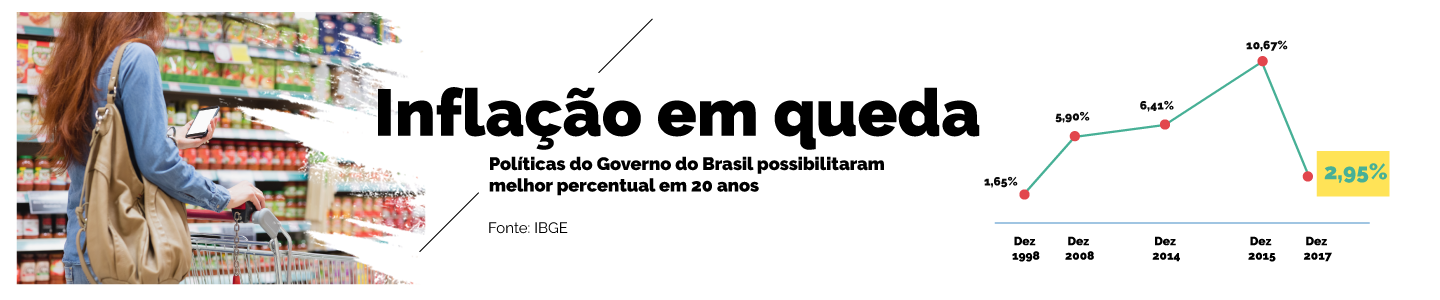 Inflação em queda
Políticas do Governo do Brasil possibilitaram
melhor percentual em 20 anos
Fonte: IBGE
10,67%
6,41%
5,90%
2,95%
1,65%
Dez
1998
Dez
2008
Dez
2014
Dez
2015
Dez
2017